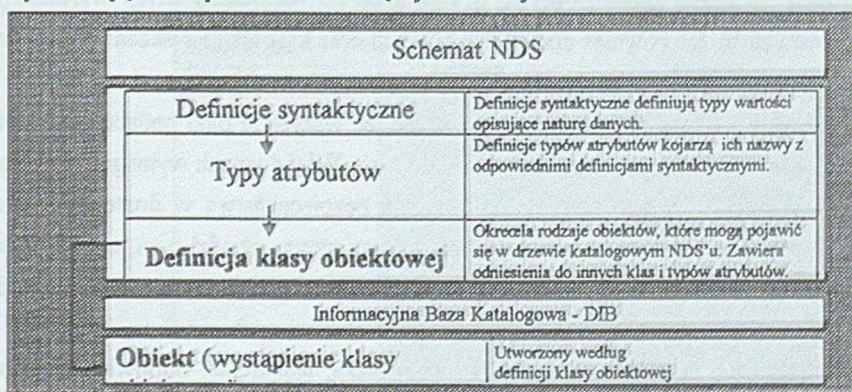 Schemat NDS
Definicje syntaktyczne
Definicje syntaktyczne definiują typy wartości
opisujące naturę danych.
Typy atrybutów
Definicje typów atrybutów kojarzą ich nazwy z
odpowiednimi definicjami syntaktycznymi.
Definicja klasy obiektowej
Okreœla rodzaje obiektów, które mogą pojawić
się w drzewie katalogowym NDS'u. Zawiera
odniesienia do innych klas i typów atrybutów.
Informacyjna Baza Katalogowa - DIB
Obiekt (wystąpienie klasy
Utworzony według
definicji klasy obiektowej